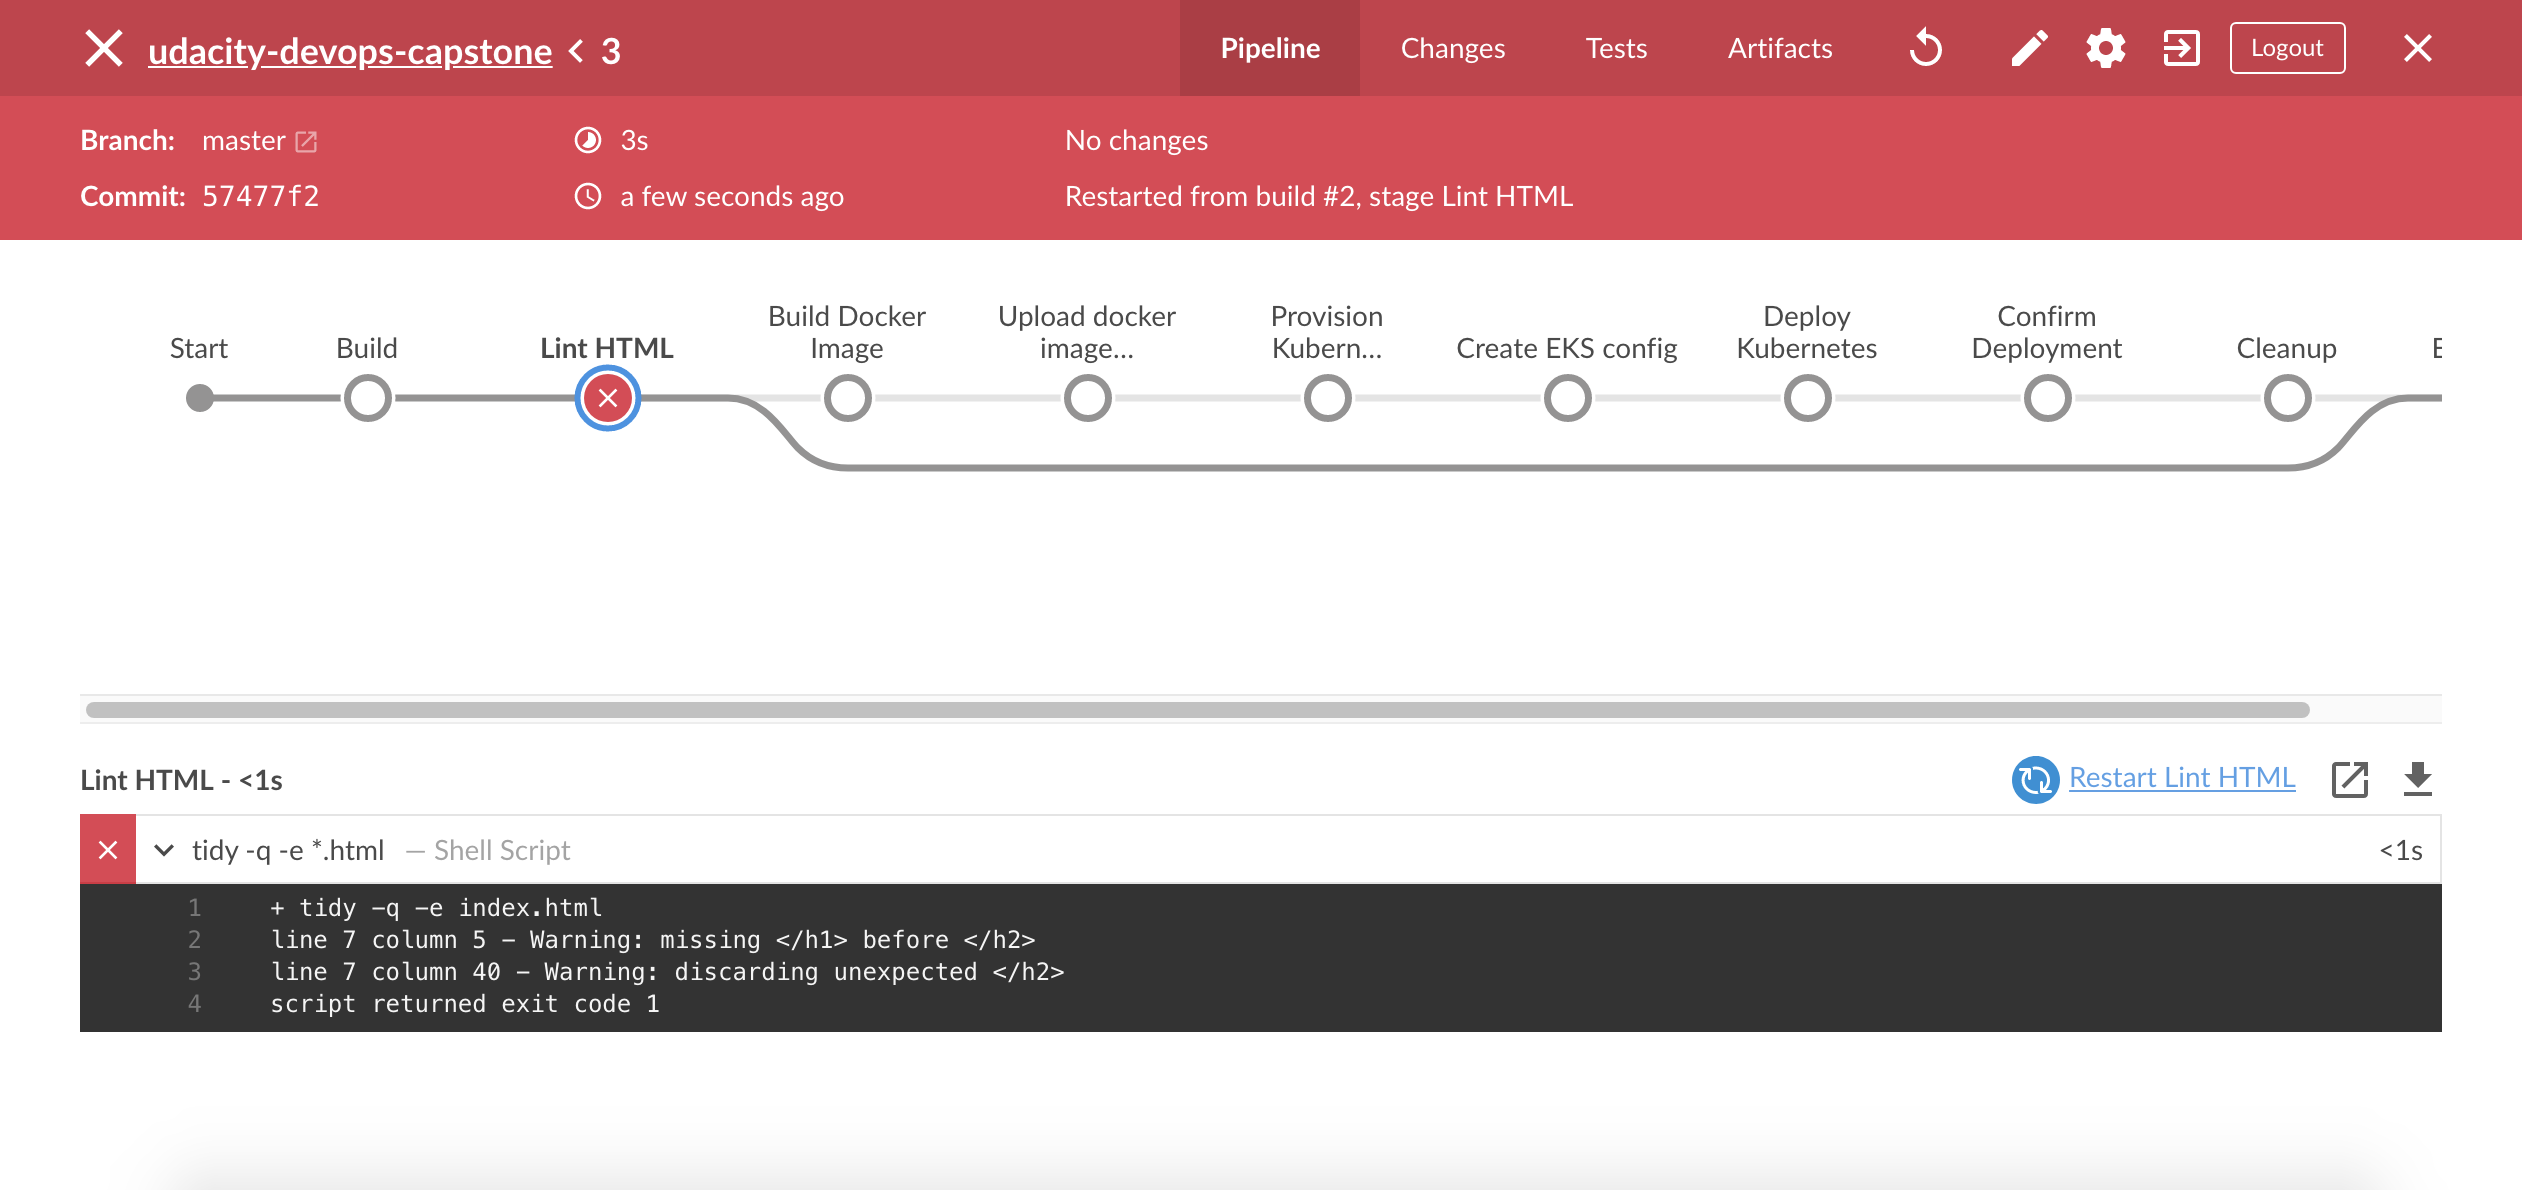 udacity-devops-capstone < 3
Pipeline
Changes
Tests
Artifacts
Logout
Branch: master
3s
No changes
Commit: 57477f2
a few seconds ago
Restarted from build #2, stage Lint HTML
Start
Build
Lint HTML
Build Docker
Image
Upload docker
image...
Provision
Kubern...
Create EKS config
Deploy
Kubernetes
Confirm
Deployment
Cleanup
Lint HTML - <1s
Restart Lint HTML
tidy -q -e *.html — Shell Script
<1s
1 + tidy -q -e index.html
2 line 7 column 5 - Warning: missing </h1> before </h2>
3 line 7 column 40 - Warning: discarding unexpected </h2>
4 script returned exit code 1